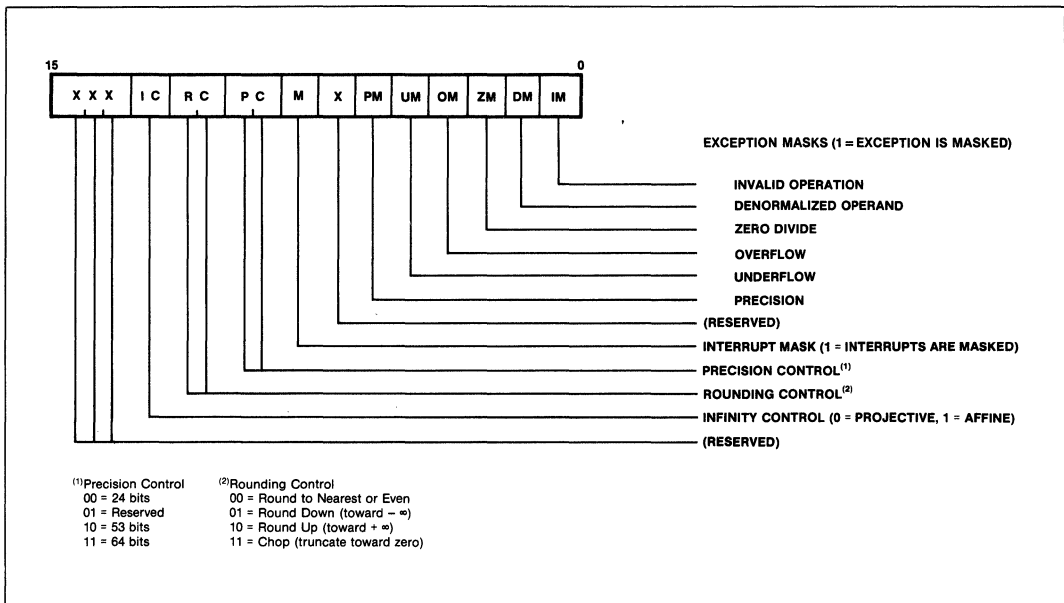 15 0
X X X I C R C P C M X PM UM OM ZM DM IM
EXCEPTION MASKS (1 = EXCEPTION IS MASKED)
INVALID OPERATION
DENORMALIZED OPERAND
ZERO DIVIDE
OVERFLOW
UNDERFLOW
PRECISION
(RESERVED)
INTERRUPT MASK (1 = INTERRUPTS ARE MASKED)
PRECISION CONTROL(1)
ROUNDING CONTROL(2)
INFINITY CONTROL (0 = PROJECTIVE, 1 = AFFINE)
(RESERVED)
(1)Precision Control
00 = 24 bits
01 = Reserved
10 = 53 bits
11 = 64 bits
(2)Rounding Control
00 = Round to Nearest or Even
01 = Round Down (toward − ∞)
10 = Round Up (toward + ∞)
11 = Chop (truncate toward zero)